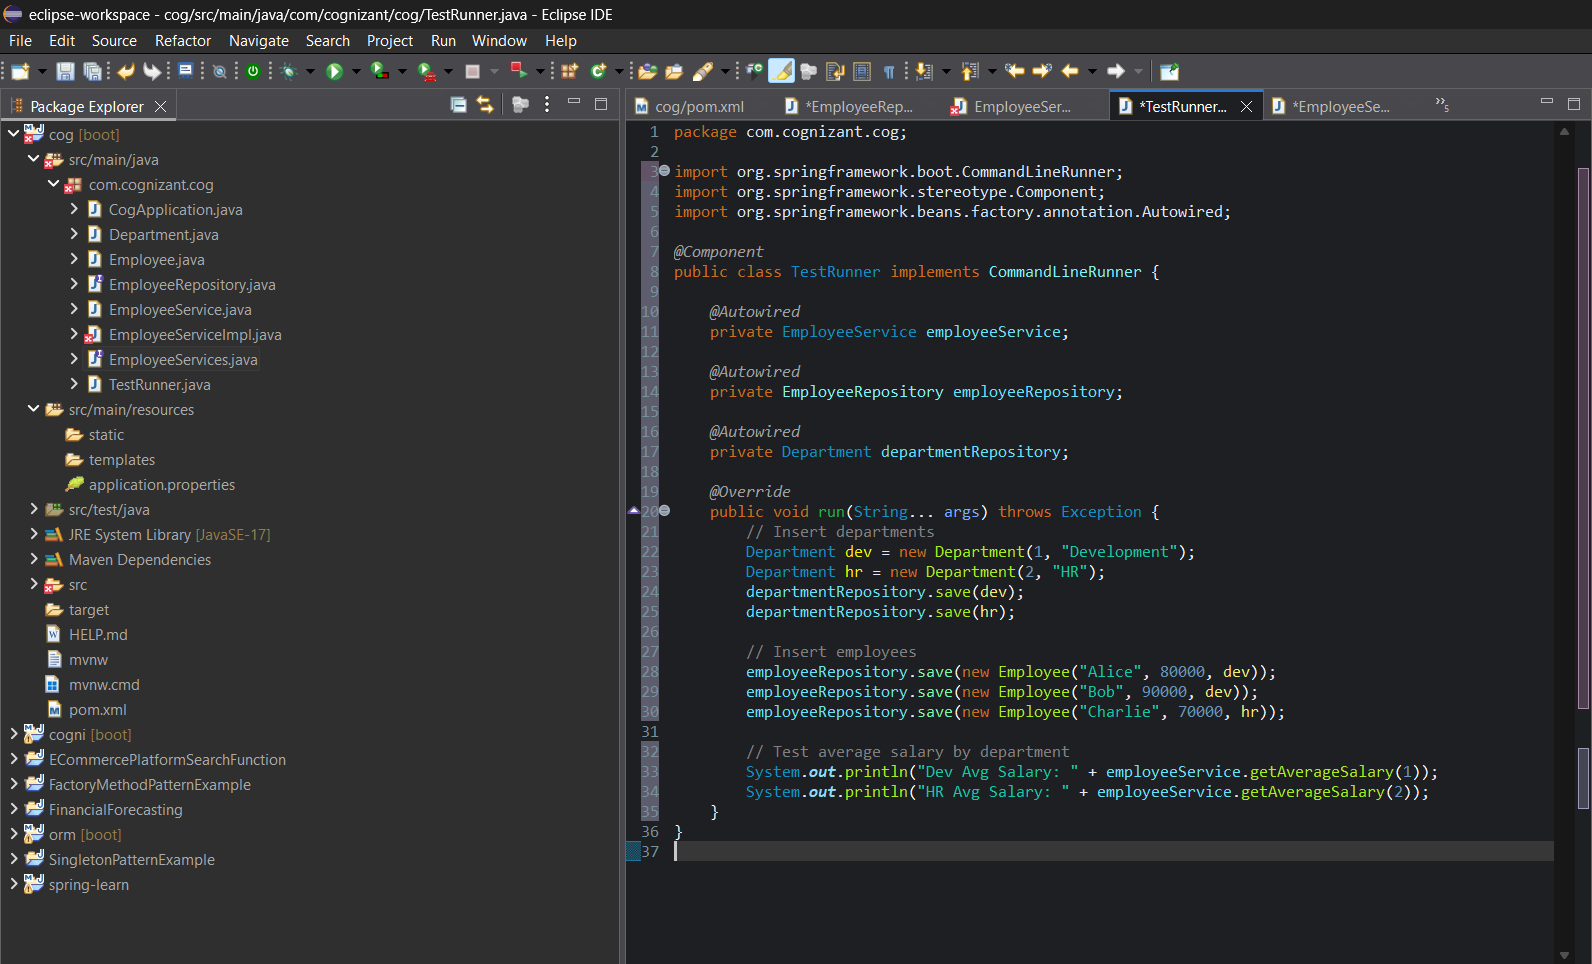 eclipse-workspace - cog/src/main/java/com/cognizant/cog/TestRunner.java - Eclipse IDE
File Edit Source Refactor Navigate Search Project Run Window Help
Package Explorer
cog [boot]
src/main/java
com.cognizant.cog
CogApplication.java
Department.java
Employee.java
EmployeeRepository.java
EmployeeService.java
EmployeeServiceImpl.java
EmployeeServices.java
TestRunner.java
src/main/resources
static
templates
application.properties
src/test/java
JRE System Library [JavaSE-17]
Maven Dependencies
src
target
HELP.md
mvnw
mvnw.cmd
pom.xml
cogni [boot]
ECommercePlatformSearchFunction
FactoryMethodPatternExample
FinancialForecasting
orm [boot]
SingletonPatternExample
spring-learn
cog/pom.xml *EmployeeRep... EmployeeSer... *TestRunner... *EmployeeSe... »5
1 package com.cognizant.cog;
2
3 import org.springframework.boot.CommandLineRunner;
4 import org.springframework.stereotype.Component;
5 import org.springframework.beans.factory.annotation.Autowired;
6
7 @Component
8 public class TestRunner implements CommandLineRunner {
9
10 @Autowired
11 private EmployeeService employeeService;
12
13 @Autowired
14 private EmployeeRepository employeeRepository;
15
16 @Autowired
17 private Department departmentRepository;
18
19 @Override
20 public void run(String... args) throws Exception {
21 // Insert departments
22 Department dev = new Department(1, "Development");
23 Department hr = new Department(2, "HR");
24 departmentRepository.save(dev);
25 departmentRepository.save(hr);
26
27 // Insert employees
28 employeeRepository.save(new Employee("Alice", 80000, dev));
29 employeeRepository.save(new Employee("Bob", 90000, dev));
30 employeeRepository.save(new Employee("Charlie", 70000, hr));
31
32 // Test average salary by department
33 System.out.println("Dev Avg Salary: " + employeeService.getAverageSalary(1));
34 System.out.println("HR Avg Salary: " + employeeService.getAverageSalary(2));
35 }
36 }
37